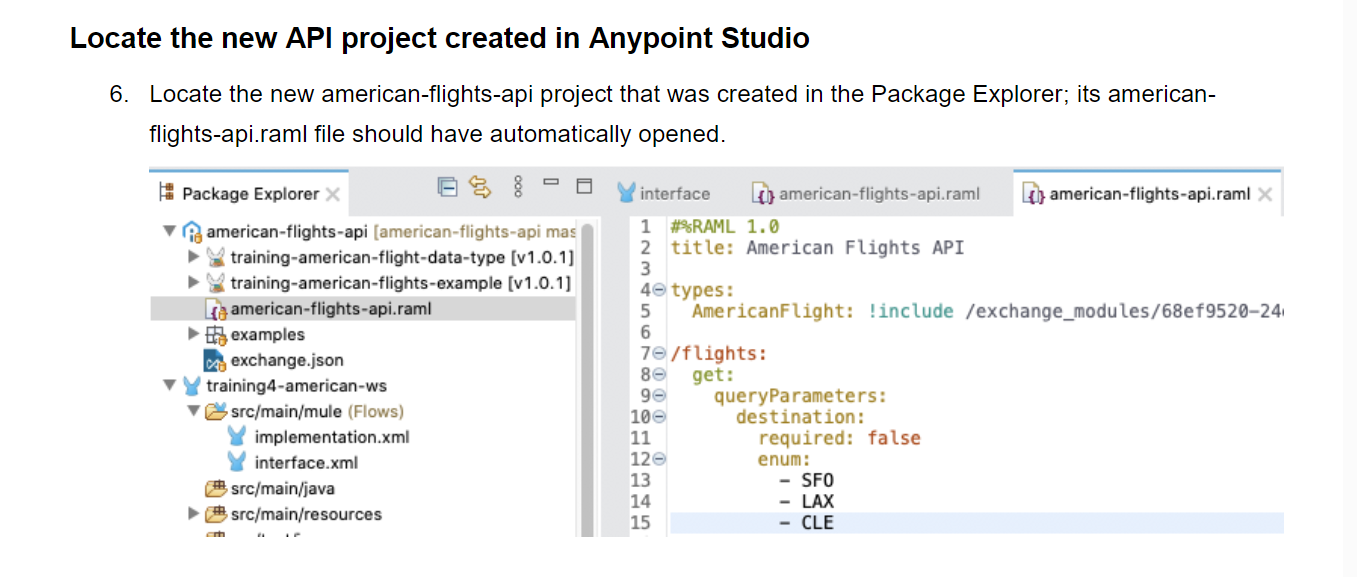 Locate the new API project created in Anypoint Studio
6. Locate the new american-flights-api project that was created in the Package Explorer; its american-
flights-api.raml file should have automatically opened.
Package Explorer
american-flights-api [american-flights-api mas
training-american-flight-data-type [v1.0.1]
training-american-flights-example [v1.0.1]
american-flights-api.raml
examples
exchange.json
training4-american-ws
src/main/mule (Flows)
implementation.xml
interface.xml
src/main/java
src/main/resources
interface
american-flights-api.raml
american-flights-api.raml
1 #%RAML 1.0
2 title: American Flights API
3
4 types:
5 AmericanFlight: !include /exchange_modules/68ef9520-24
6
7 /flights:
8 get:
9 queryParameters:
10 destination:
11 required: false
12 enum:
13 - SFO
14 - LAX
15 - CLE